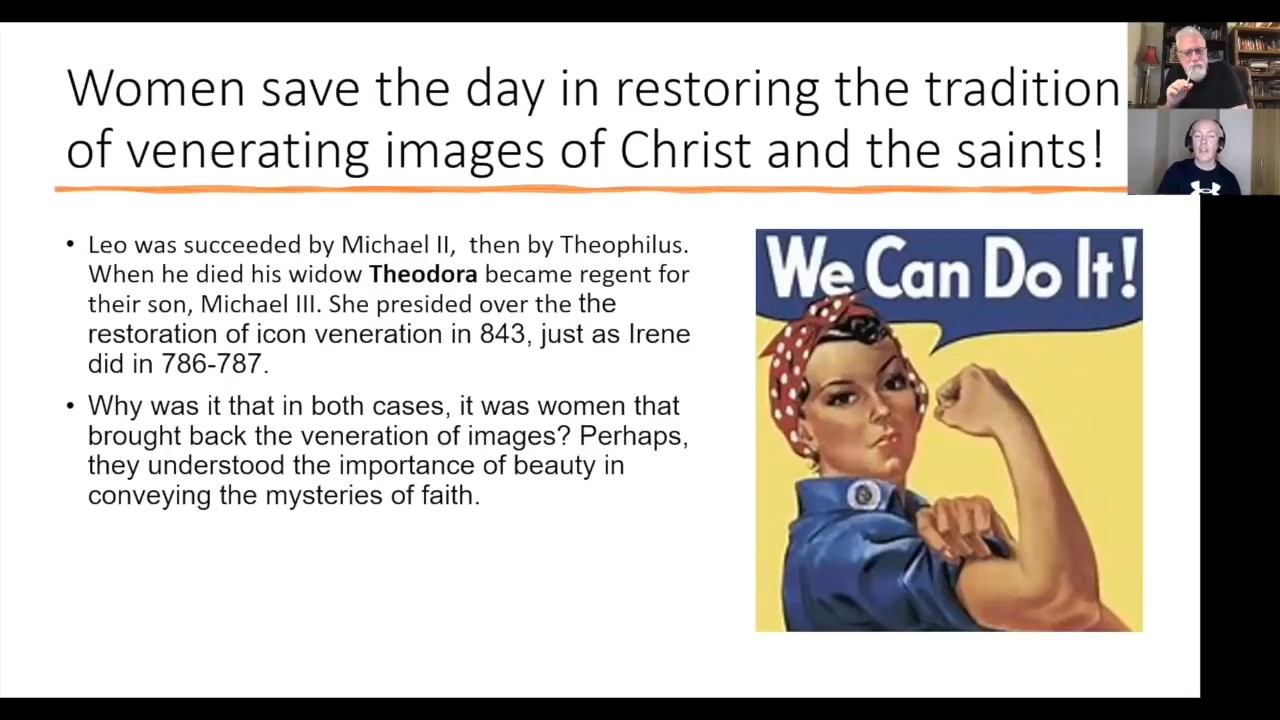 Women save the day in restoring the tradition
of venerating images of Christ and the saints!
• Leo was succeeded by Michael II, then by Theophilus.
When he died his widow Theodora became regent for
their son, Michael III. She presided over the the
restoration of icon veneration in 843, just as Irene
did in 786-787.
• Why was it that in both cases, it was women that
brought back the veneration of images? Perhaps,
they understood the importance of beauty in
conveying the mysteries of faith.
We Can Do It!